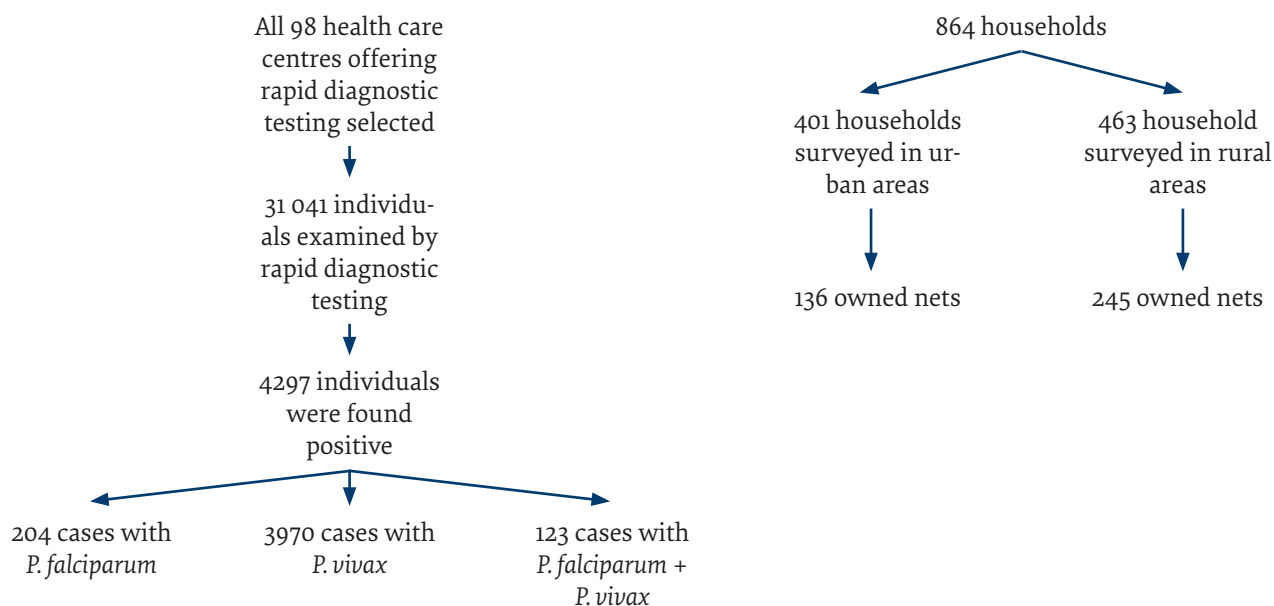 All 98 health care
centres offering
rapid diagnostic
testing selected
31 041 individu-
als examined by
rapid diagnostic
testing
4297 individuals
were found
positive
204 cases with
P. falciparum
3970 cases with
P. vivax
123 cases with
P. falciparum +
P. vivax
864 households
401 households
surveyed in ur-
ban areas
136 owned nets
463 household
surveyed in rural
areas
245 owned nets